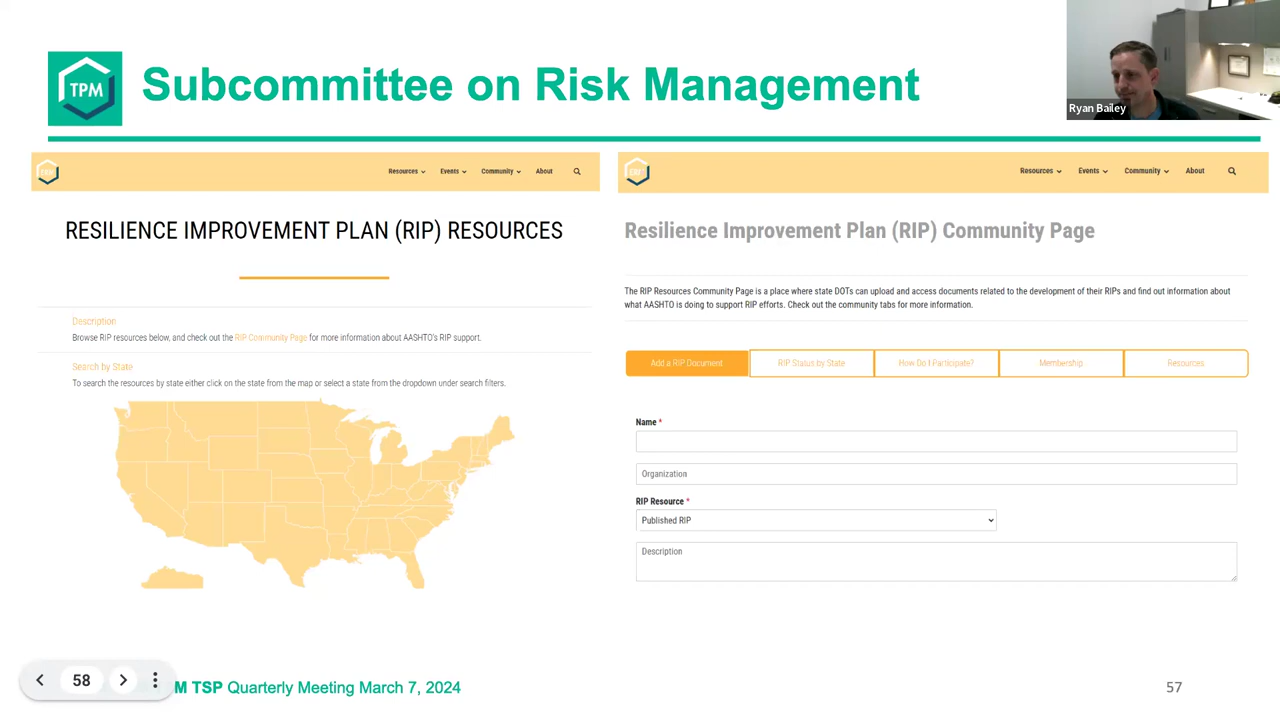 TPM
Subcommittee on Risk Management
Ryan Bailey
Resources
Events
Community
About
RESILIENCE IMPROVEMENT PLAN (RIP) RESOURCES
Description
Browse RIP resources below, and check out the RIP Community Page for more information about AASHTO's RIP support.
Search by State
To search the resources by state either click on the state from the map or select a state from the dropdown under search filters.
Resources
Events
Community
About
Resilience Improvement Plan (RIP) Community Page
The RIP Resources Community Page is a place where state DOTs can upload and access documents related to the development of their RIPs and find out information about
what AASHTO is doing to support RIP efforts. Check out the community tabs for more information.
Add a RIP Document
RIP Status by State
How Do I Participate?
Membership
Resources
Name *
Organization
RIP Resource *
Published RIP
Description
58
M TSP Quarterly Meeting March 7, 2024
57